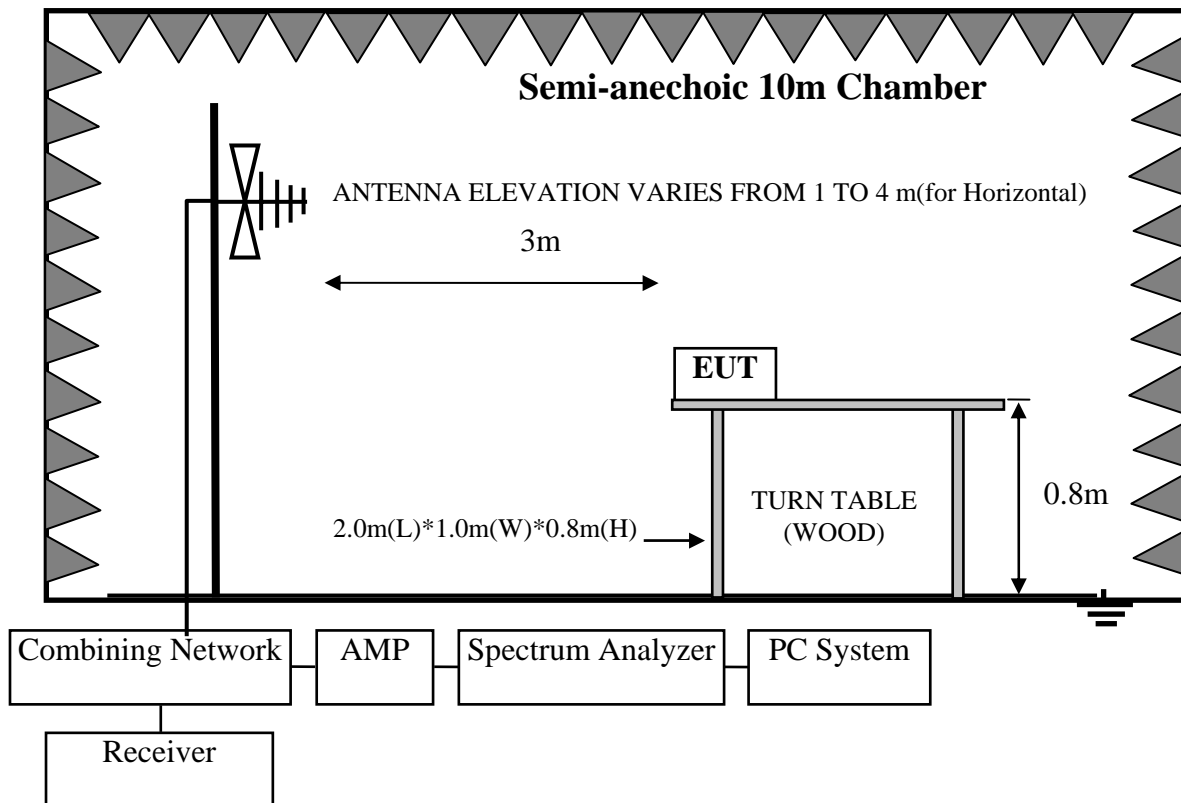 Semi-anechoic 10m Chamber
ANTENNA ELEVATION VARIES FROM 1 TO 4 m(for Horizontal)
3m
EUT
TURN TABLE
(WOOD)
0.8m
2.0m(L)*1.0m(W)*0.8m(H)
Combining Network
AMP
Spectrum Analyzer
PC System
Receiver